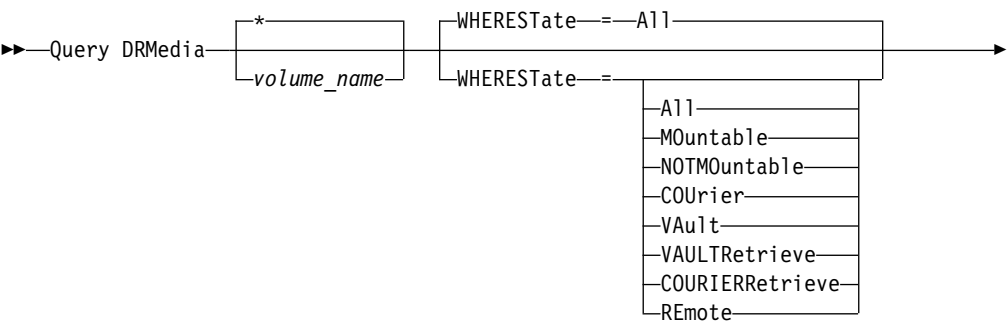 * WHEREState = All
Query DRMedia
volume_name WHEREState =
All
MOuntable
NOTMOuntable
COUrier
VAult
VAULTRetrieve
COURIERRetrieve
REmote